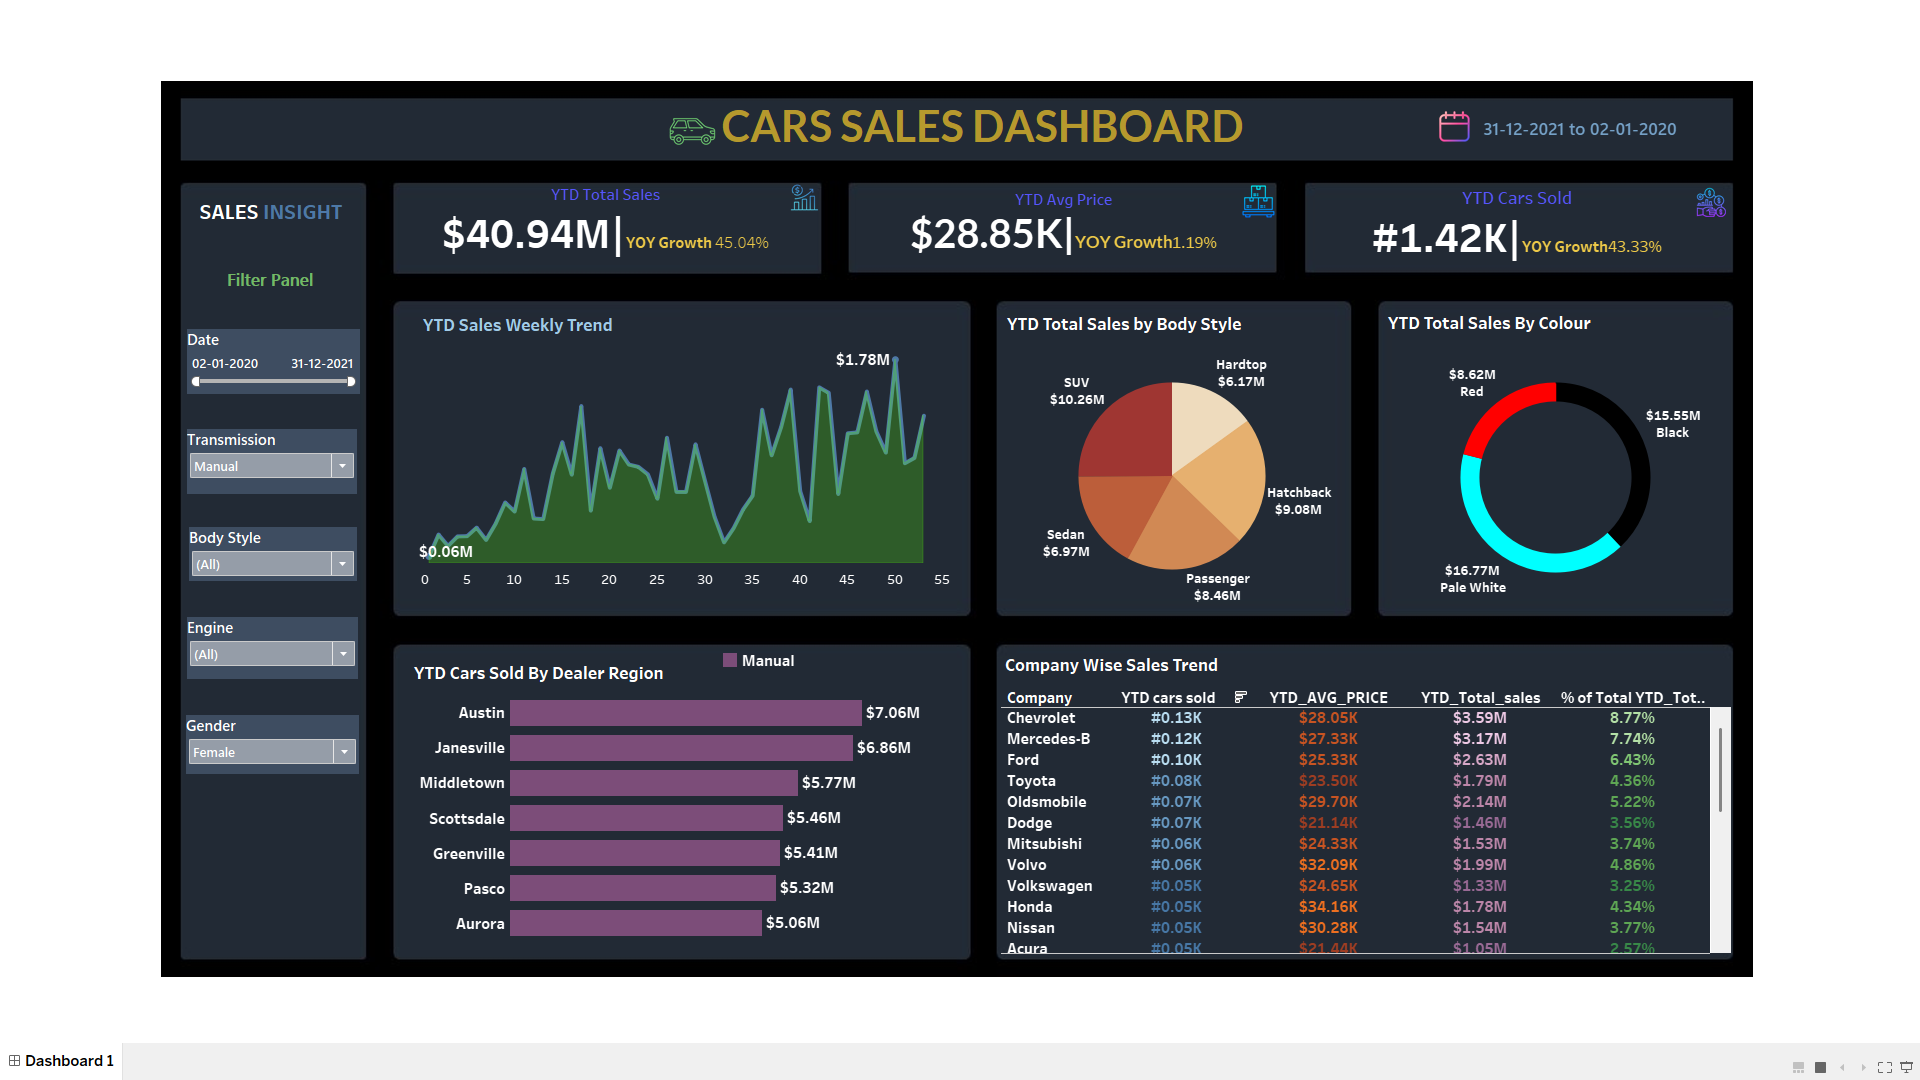 CARS SALES DASHBOARD
31-12-2021 to 02-01-2020
SALES INSIGHT
Filter Panel
Date
02-01-2020 31-12-2021
Transmission
Manual
Body Style
(All)
Engine
(All)
Gender
Female
YTD Total Sales
$40.94M| YOY Growth 45.04%
YTD Avg Price
$28.85K|YOY Growth1.19%
YTD Cars Sold
#1.42K| YOY Growth43.33%
YTD Sales Weekly Trend
$1.78M
$0.06M
0 5 10 15 20 25 30 35 40 45 50 55
YTD Total Sales by Body Style
Hardtop
$6.17M
SUV
$10.26M
Hatchback
$9.08M
Sedan
$6.97M
Passenger
$8.46M
YTD Total Sales By Colour
$8.62M
Red
$15.55M
Black
$16.77M
Pale White
YTD Cars Sold By Dealer Region
Manual
Austin $7.06M
Janesville $6.86M
Middletown $5.77M
Scottsdale $5.46M
Greenville $5.41M
Pasco $5.32M
Aurora $5.06M
Company Wise Sales Trend
Company YTD cars sold YTD_AVG_PRICE YTD_Total_sales % of Total YTD_Tot..
Chevrolet #0.13K $28.05K $3.59M 8.77%
Mercedes-B #0.12K $27.33K $3.17M 7.74%
Ford #0.10K $25.33K $2.63M 6.43%
Toyota #0.08K $23.50K $1.79M 4.36%
Oldsmobile #0.07K $29.70K $2.14M 5.22%
Dodge #0.07K $21.14K $1.46M 3.56%
Mitsubishi #0.06K $24.33K $1.53M 3.74%
Volvo #0.06K $32.09K $1.99M 4.86%
Volkswagen #0.05K $24.65K $1.33M 3.25%
Honda #0.05K $34.16K $1.78M 4.34%
Nissan #0.05K $30.28K $1.54M 3.77%
Acura #0.05K $21.44K $1.05M 2.57%
Dashboard 1